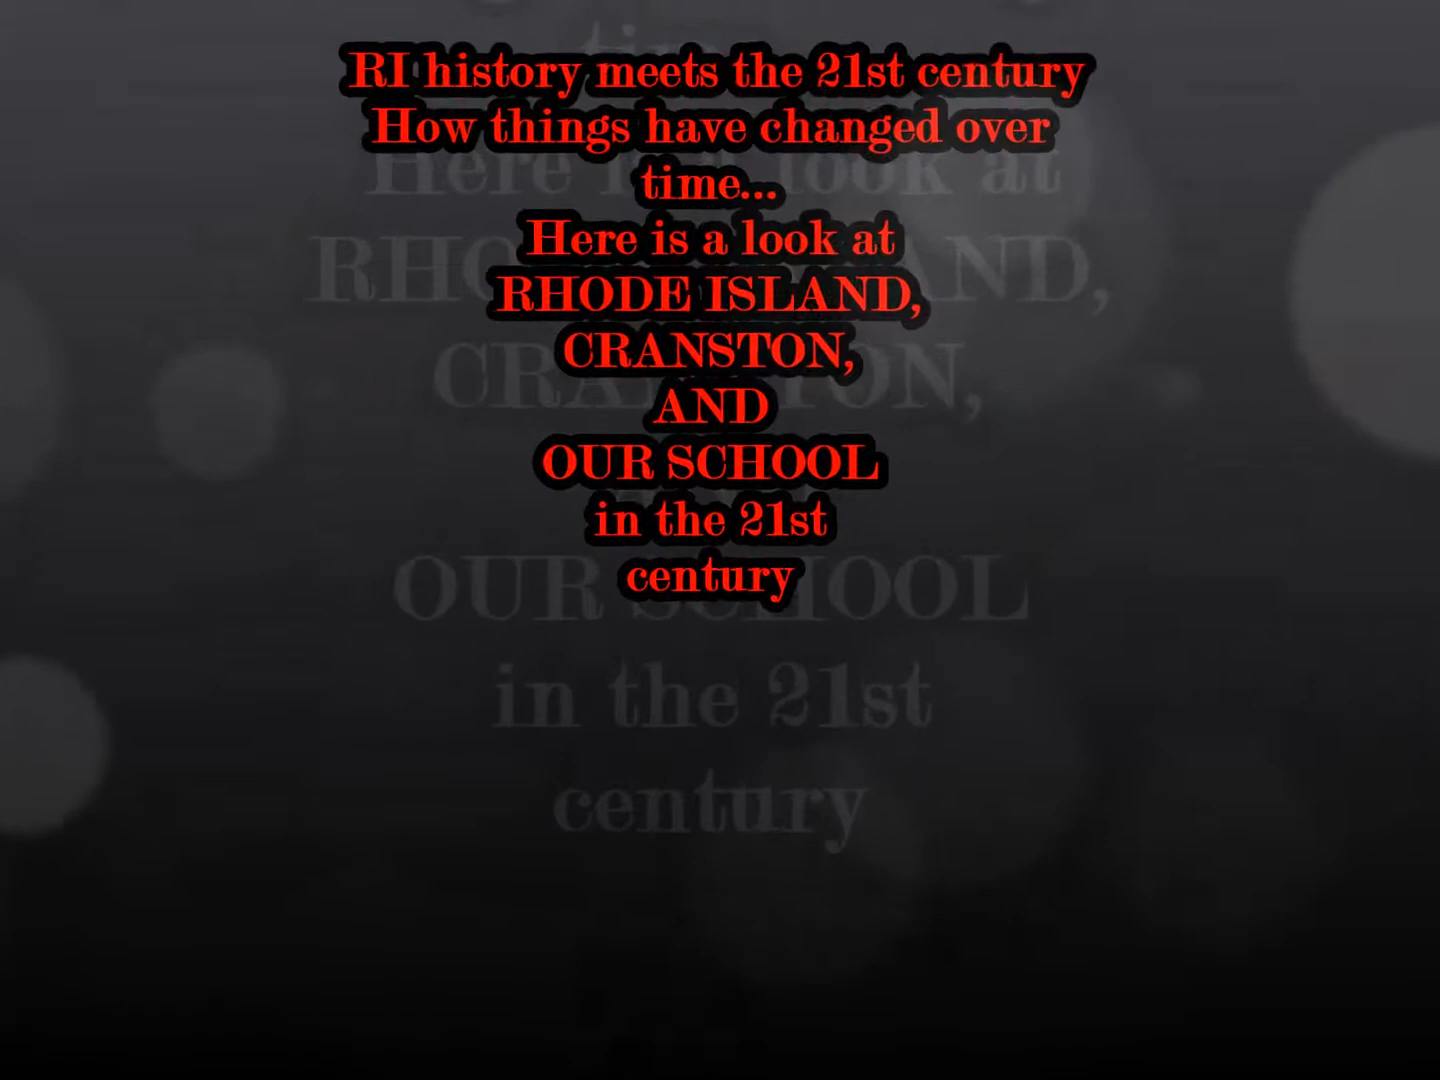 RI history meets the 21st century
How things have changed over
time...
Here is a look at
RHODE ISLAND,
CRANSTON,
AND
OUR SCHOOL
in the 21st
century